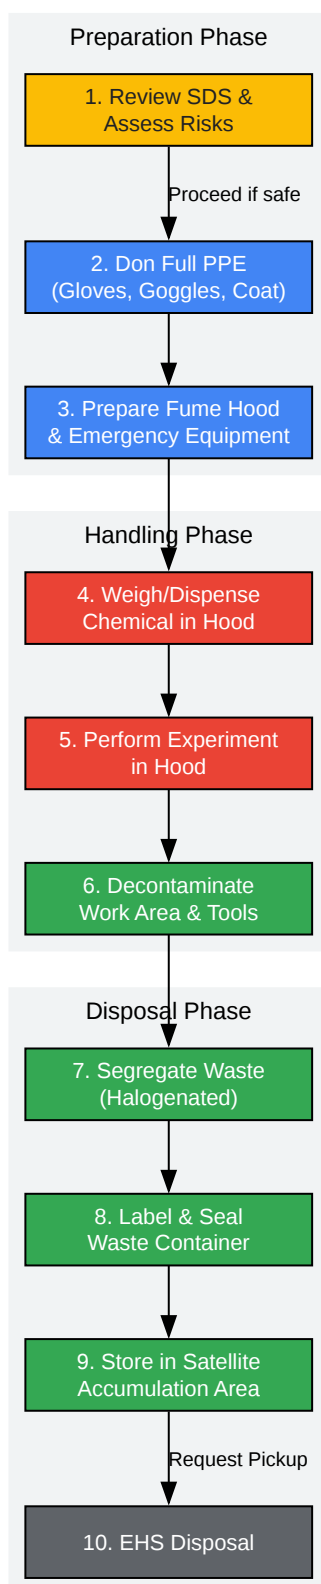 Preparation Phase
1. Review SDS &
Assess Risks
Proceed if safe
2. Don Full PPE
(Gloves, Goggles, Coat)
3. Prepare Fume Hood
& Emergency Equipment
Handling Phase
4. Weigh/Dispense
Chemical in Hood
5. Perform Experiment
in Hood
6. Decontaminate
Work Area & Tools
Disposal Phase
7. Segregate Waste
(Halogenated)
8. Label & Seal
Waste Container
9. Store in Satellite
Accumulation Area
Request Pickup
10. EHS Disposal